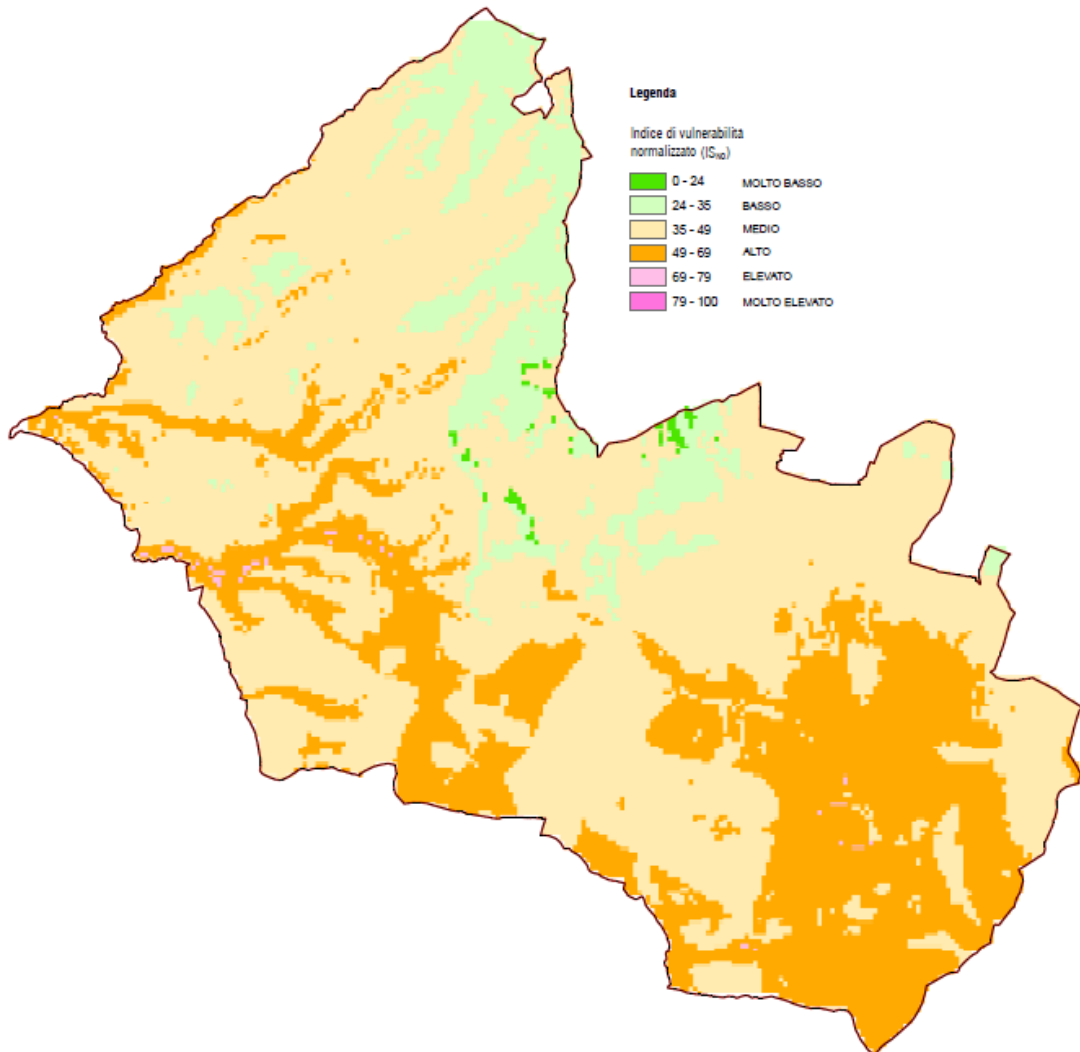 Legenda
Indice di vulnerabilità
normalizzato (ISNO)
0 - 24 MOLTO BASSO
24 - 35 BASSO
35 - 49 MEDIO
49 - 69 ALTO
69 - 79 ELEVATO
79 - 100 MOLTO ELEVATO